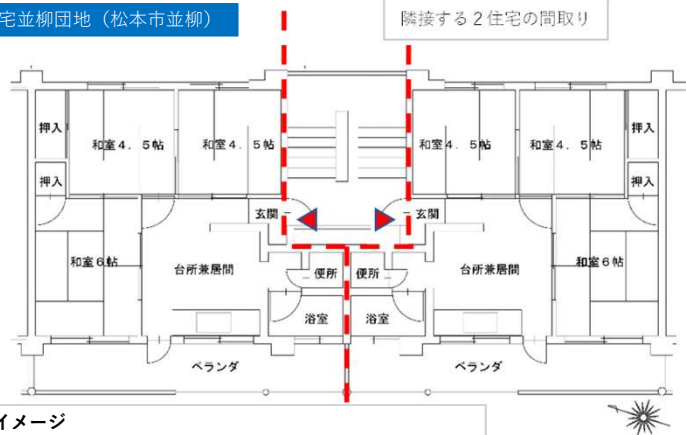 宅並柳団地（松本市並柳）
隣接する２住宅の間取り
押入
和室４．５帖
和室４．５帖
和室４．５帖
和室４．５帖
押入
押入
押入
玄関
玄関
和室６帖
台所兼居間
便所
便所
台所兼居間
和室６帖
浴室
浴室
ベランダ
ベランダ
イメージ